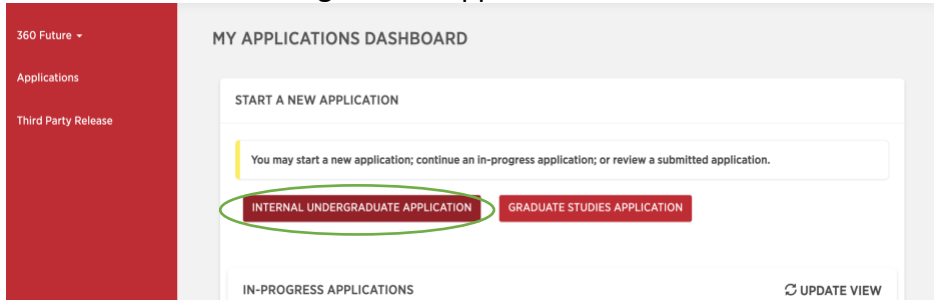 360 Future
MY APPLICATIONS DASHBOARD
Applications
START A NEW APPLICATION
Third Party Release
You may start a new application; continue an in-progress application; or review a submitted application.
INTERNAL UNDERGRADUATE APPLICATION
GRADUATE STUDIES APPLICATION
IN-PROGRESS APPLICATIONS
UPDATE VIEW